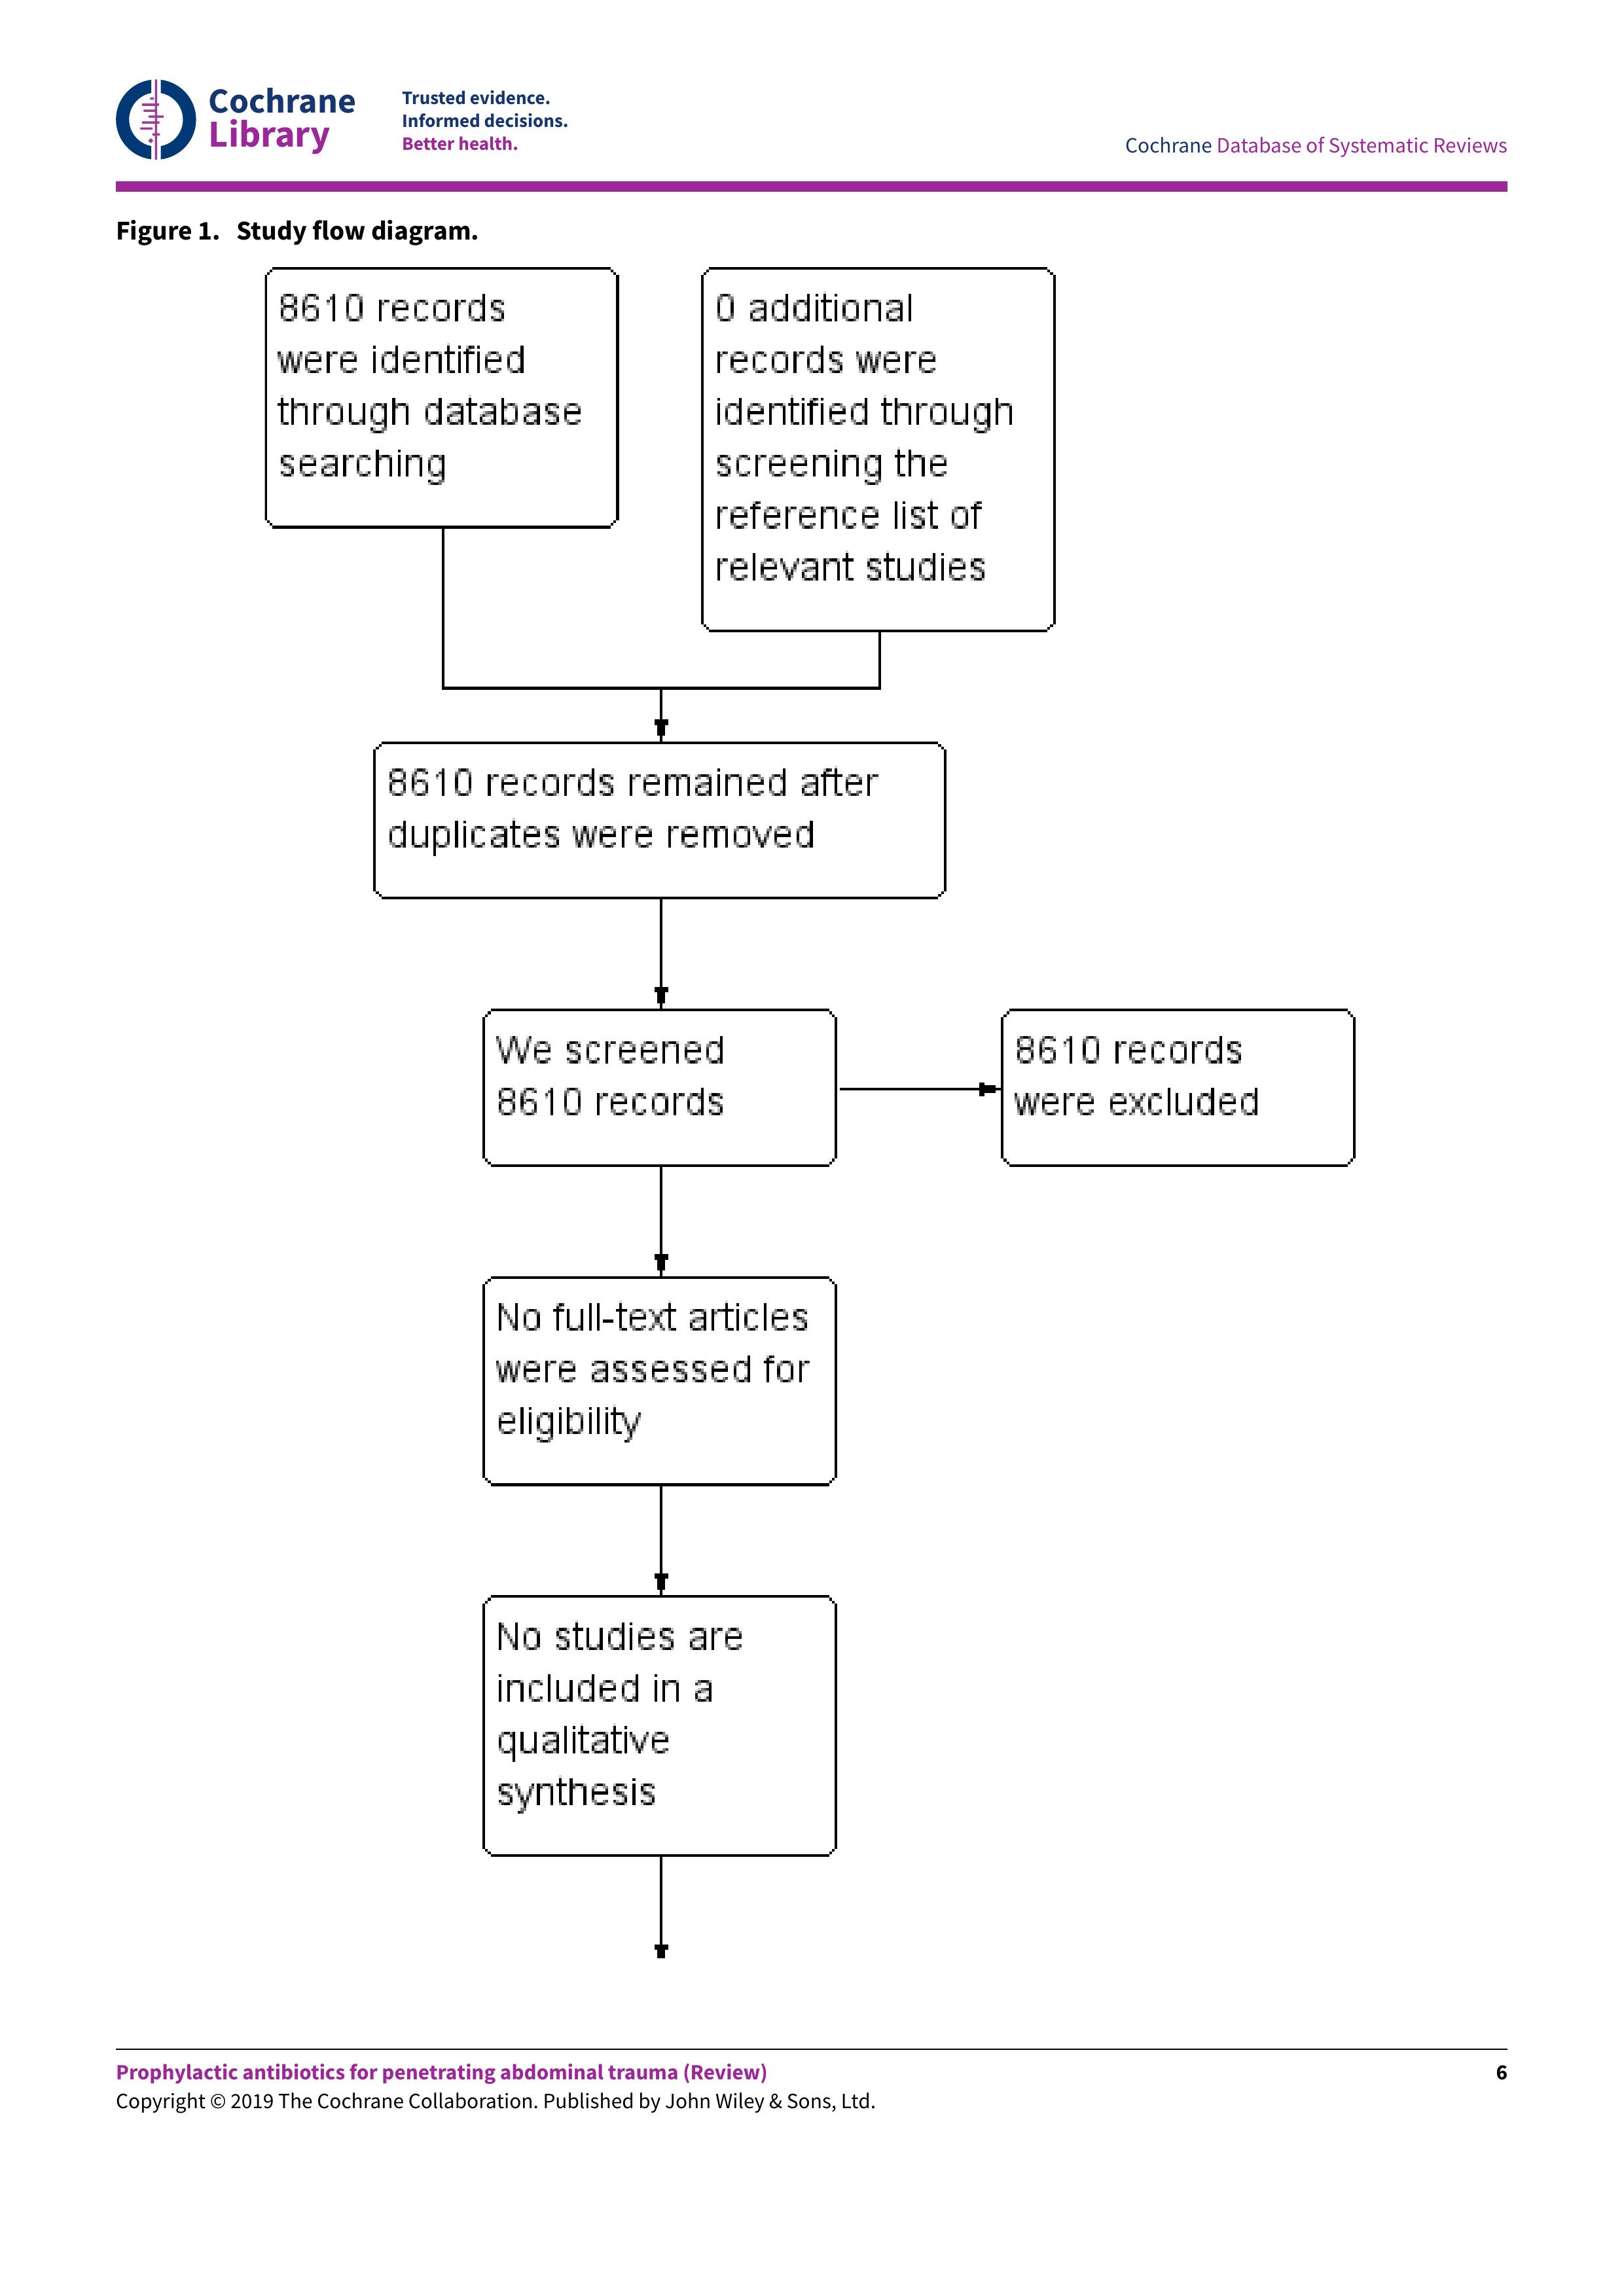 Cochrane
Library
Trusted evidence.
Informed decisions.
Better health.
Cochrane Database of Systematic Reviews
Figure 1. Study flow diagram.
8610 records
were identified
through database
searching
0 additional
records were
identified through
screening the
reference list of
relevant studies
8610 records remained after
duplicates were removed
We screened
8610 records
8610 records
were excluded
No full-text articles
were assessed for
eligibility
No studies are
included in a
qualitative
synthesis
Prophylactic antibiotics for penetrating abdominal trauma (Review)
6
Copyright © 2019 The Cochrane Collaboration. Published by John Wiley & Sons, Ltd.